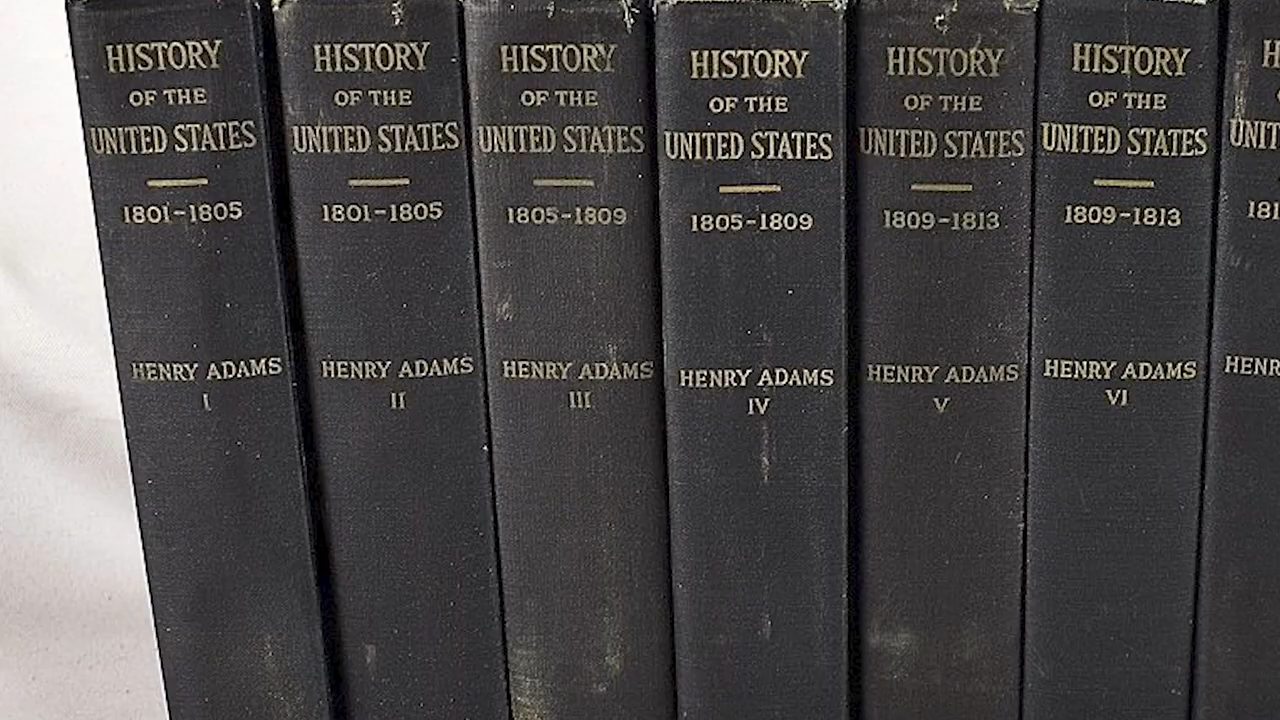 HISTORY
OF THE
UNITED STATES
1801-1805
HENRY ADAMS
I
HISTORY
OF THE
UNITED STATES
1801-1805
HENRY ADAMS
II
HISTORY
OF THE
UNITED STATES
1805-1809
HENRY ADAMS
III
HISTORY
OF THE
UNITED STATES
1805-1809
HENRY ADAMS
IV
HISTORY
OF THE
UNITED STATES
1809-1813
HENRY ADAMS
V
HISTORY
OF THE
UNITED STATES
1809-1813
HENRY ADAMS
VI
HENRY